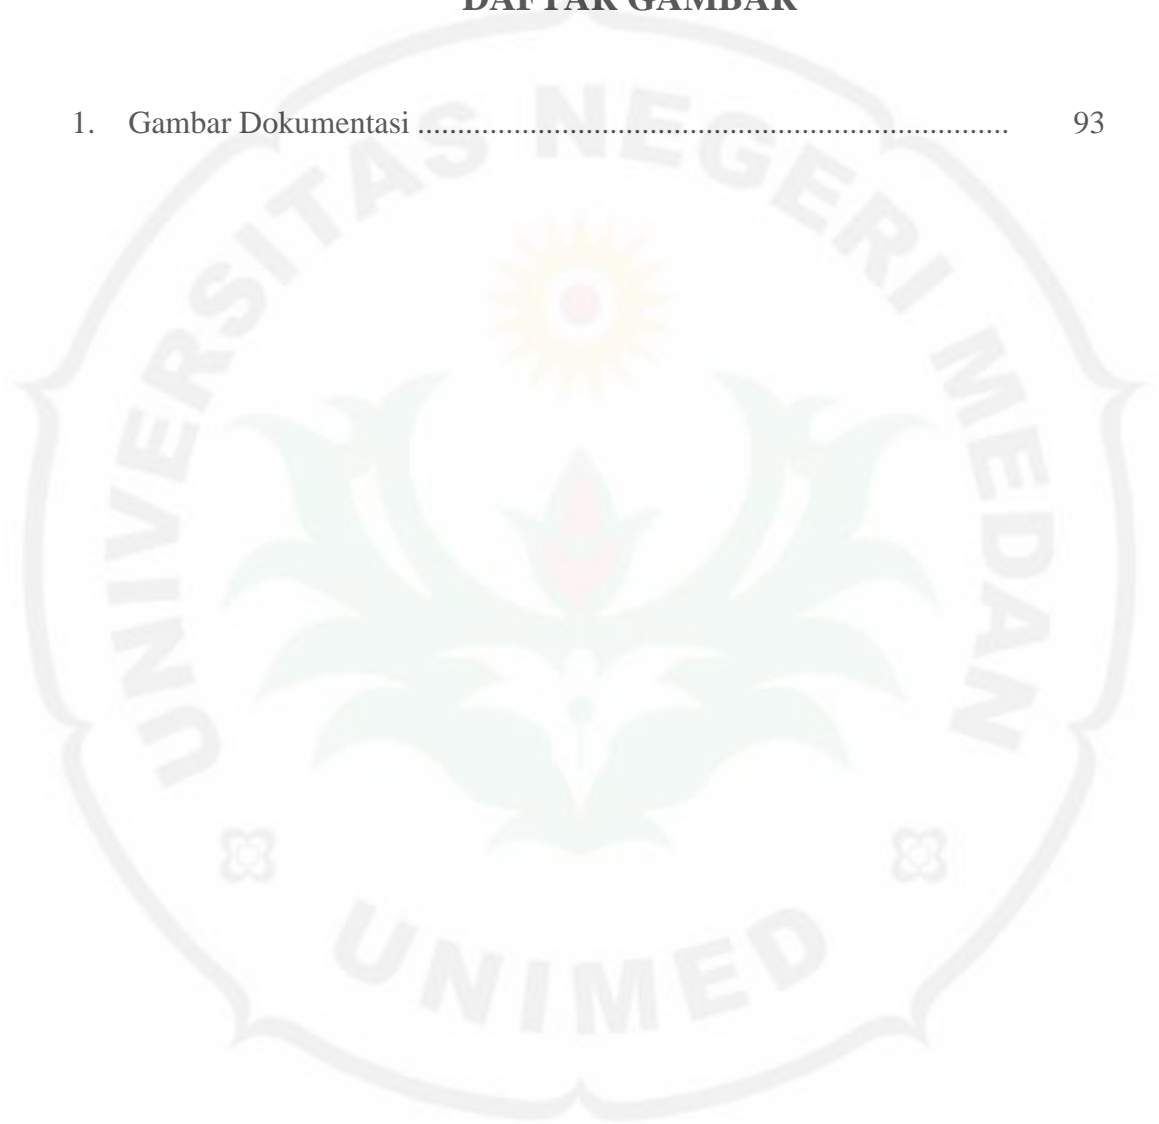 DAFTAR GAMBAR
1. Gambar Dokumentasi ............................................................................ 93
UNIVERSITAS NEGERI MEDAN
UNIMED